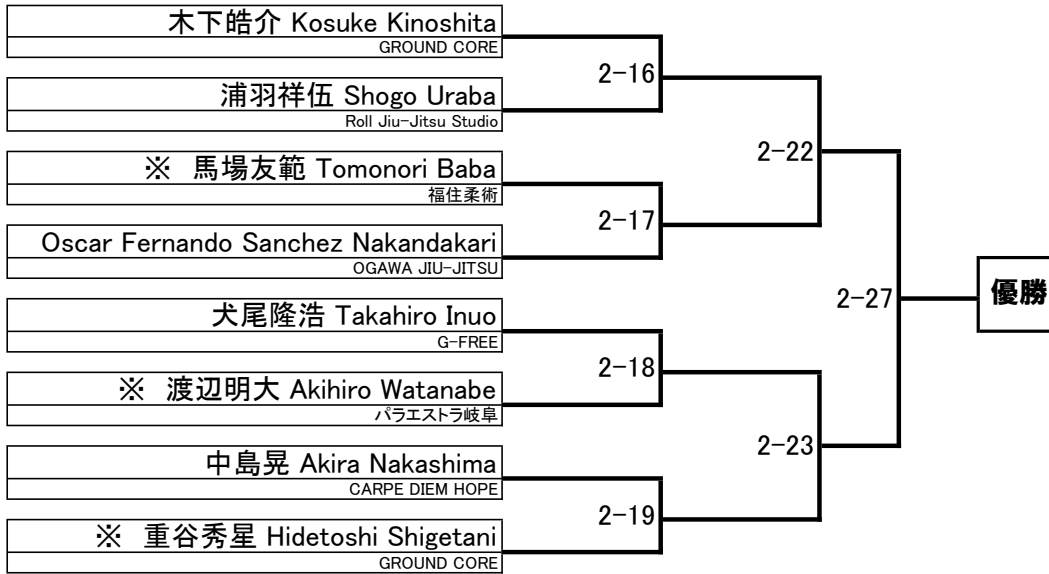 木下皓介 Kosuke Kinoshita
GROUND CORE
2-16
浦羽祥伍 Shogo Uraba
Roll Jiu-Jitsu Studio
2-22
※ 馬場友範 Tomonori Baba
福住柔術
2-17
Oscar Fernando Sanchez Nakandakari
OGAWA JIU-JITSU
2-27
優勝
犬尾隆浩 Takahiro Inuo
G-FREE
2-18
※ 渡辺明大 Akihiro Watanabe
パラエストラ岐阜
2-23
中島晃 Akira Nakashima
CARPE DIEM HOPE
2-19
※ 重谷秀星 Hidetoshi Shigetani
GROUND CORE